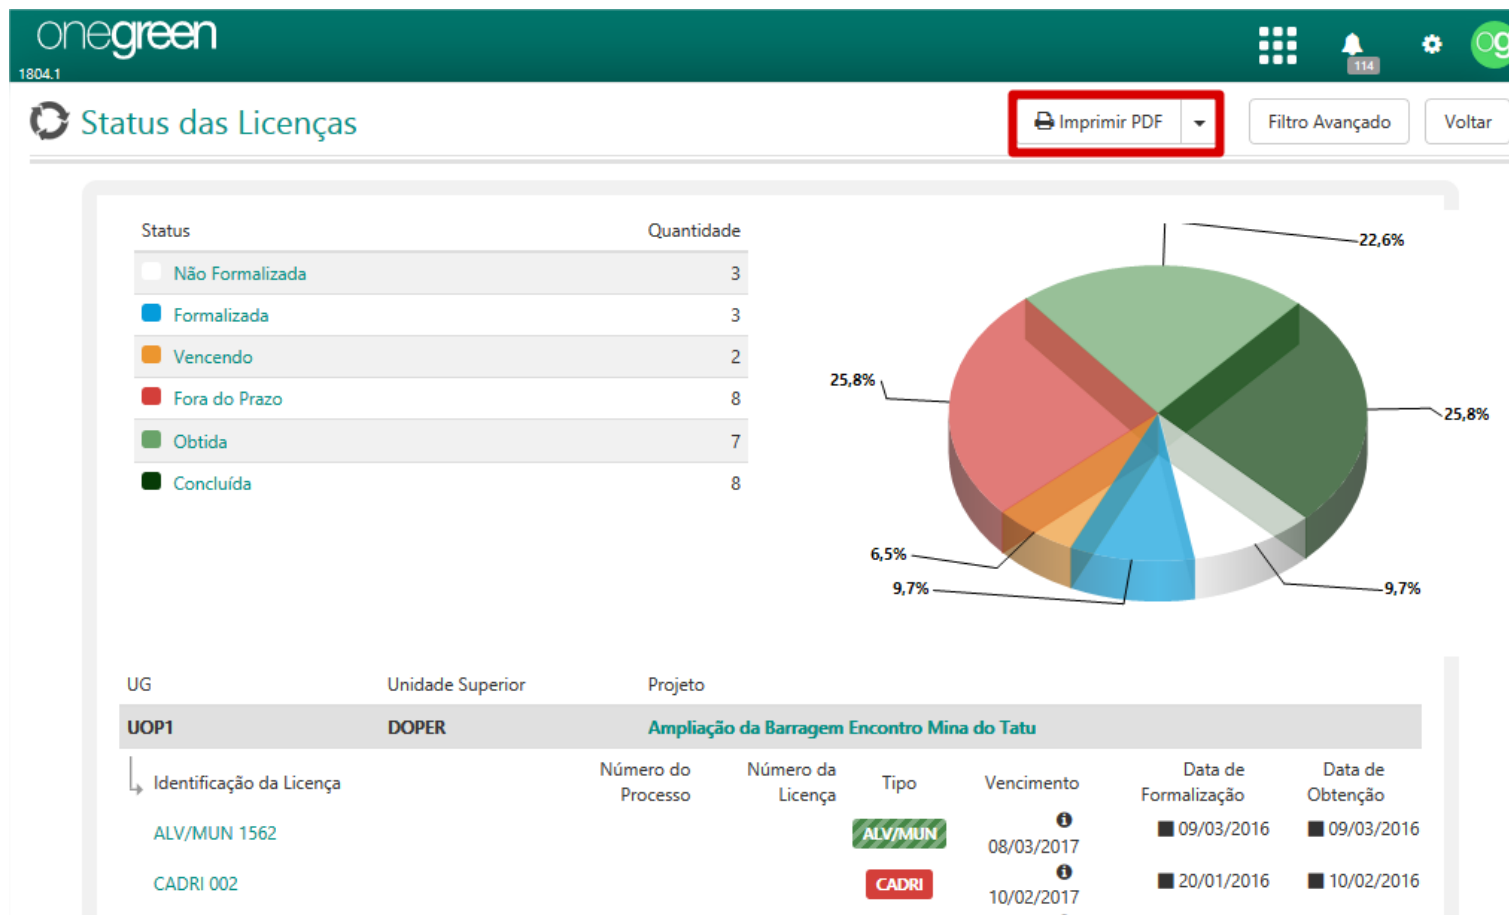 onegreen
1804.1
114
og
Status das Licenças
Imprimir PDF
Filtro Avançado
Voltar
Status Quantidade
Não Formalizada 3
Formalizada 3
Vencendo 2
Fora do Prazo 8
Obtida 7
Concluída 8
22,6%
25,8%
25,8%
6,5%
9,7%
9,7%
UG Unidade Superior Projeto
UOP1 DOPER Ampliação da Barragem Encontro Mina do Tatu
Identificação da Licença Número do Processo Número da Licença Tipo Vencimento Data de Formalização Data de Obtenção
ALV/MUN 1562 ALV/MUN 08/03/2017 09/03/2016 09/03/2016
CADRI 002 CADRI 10/02/2017 20/01/2016 10/02/2016